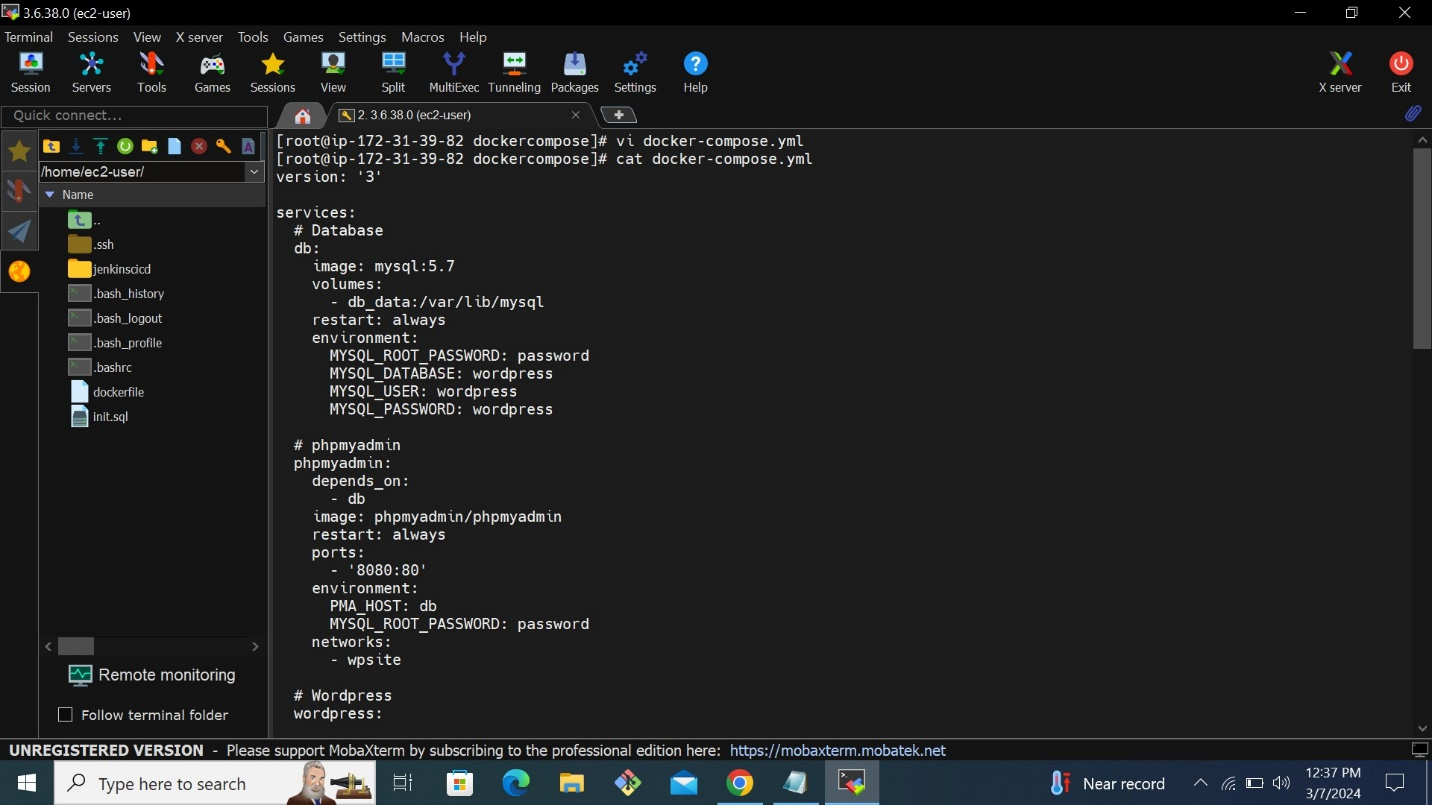 3.6.38.0 (ec2-user)
Terminal Sessions View X server Tools Games Settings Macros Help
Session Servers Tools Games Sessions View Split MultiExec Tunneling Packages Settings Help X server Exit
Quick connect...
2. 3.6.38.0 (ec2-user)
/home/ec2-user/
Name
..
.ssh
jenkinscicd
.bash_history
.bash_logout
.bash_profile
.bashrc
dockerfile
init.sql
Remote monitoring
Follow terminal folder
[root@ip-172-31-39-82 dockercompose]# vi docker-compose.yml
[root@ip-172-31-39-82 dockercompose]# cat docker-compose.yml
version: '3'
services:
# Database
db:
image: mysql:5.7
volumes:
- db_data:/var/lib/mysql
restart: always
environment:
MYSQL_ROOT_PASSWORD: password
MYSQL_DATABASE: wordpress
MYSQL_USER: wordpress
MYSQL_PASSWORD: wordpress
# phpmyadmin
phpmyadmin:
depends_on:
- db
image: phpmyadmin/phpmyadmin
restart: always
ports:
- '8080:80'
environment:
PMA_HOST: db
MYSQL_ROOT_PASSWORD: password
networks:
- wpsite
# Wordpress
wordpress:
UNREGISTERED VERSION - Please support MobaXterm by subscribing to the professional edition here: https://mobaxterm.mobatek.net
Type here to search
Near record
12:37 PM
3/7/2024